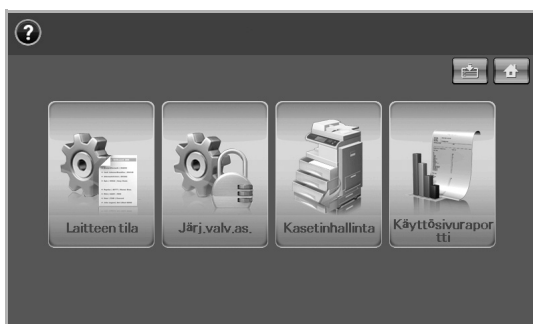 ?
Laitteen tila
Järj.valv.as.
Kasetinhallinta
Käyttösivurapor
tti